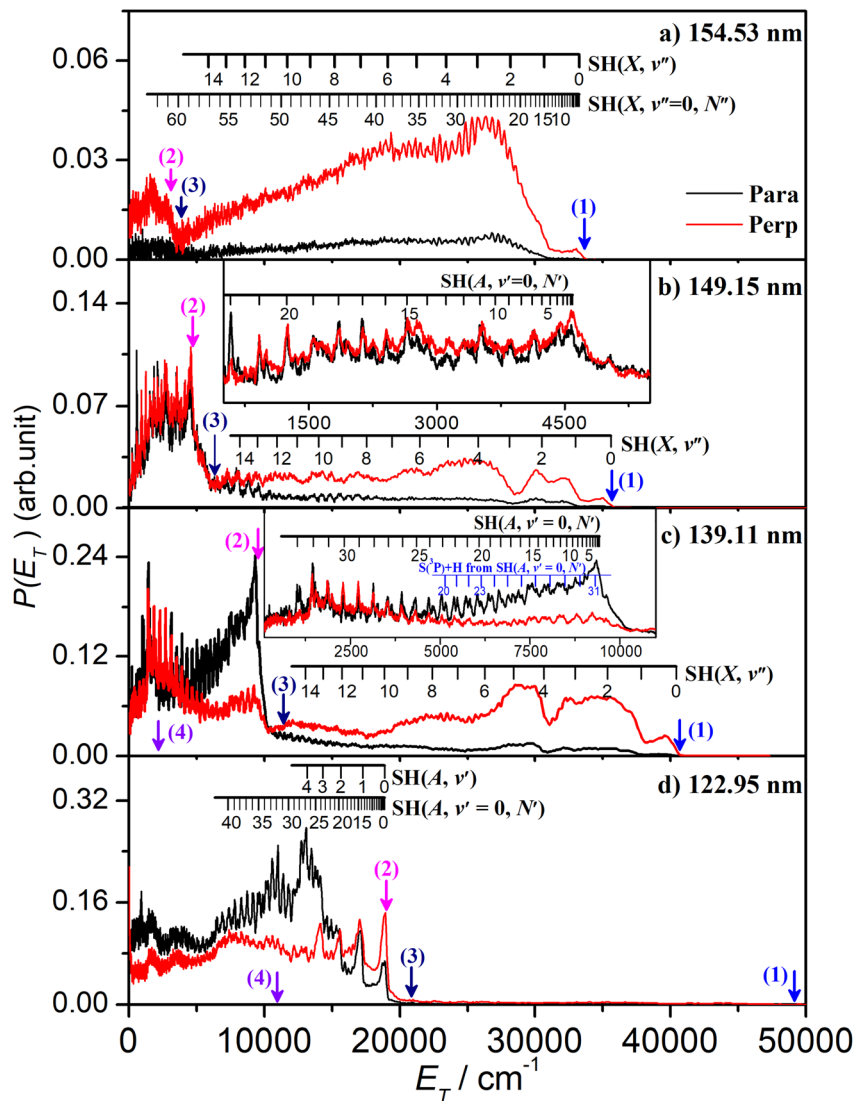 a) 154.53 nm
14 12 10 8 6 4 2 0 SH(X, v″)
60 55 50 45 40 35 30 25 20 15 10 SH(X, v″=0, N″)
0.06
0.03
0.00
(2)
(3)
(1)
Para
Perp
b) 149.15 nm
SH(A, v′=0, N′)
20 15 10 5
1500 3000 4500
0.14
0.07
0.00
(2)
(3)
14 12 10 8 6 4 2 0 SH(X, v″)
(1)
c) 139.11 nm
SH(A, v′ = 0, N′)
30 25 20 15 10 5
S(³P)+H from SH(A, v′ = 0, N′)
20 23 31
2500 5000 7500 10000
0.24
0.12
0.00
(2)
(3)
14 12 10 8 6 4 2 0 SH(X, v″)
(4)
(1)
d) 122.95 nm
4 3 2 1 0 SH(A, v′)
40 35 30 25 20 15 0 SH(A, v′ = 0, N′)
0.32
0.16
0.00
(2)
(3)
(4)
(1)
0 10000 20000 30000 40000 50000
E_T / cm⁻¹
P(E_T) (arb.unit)